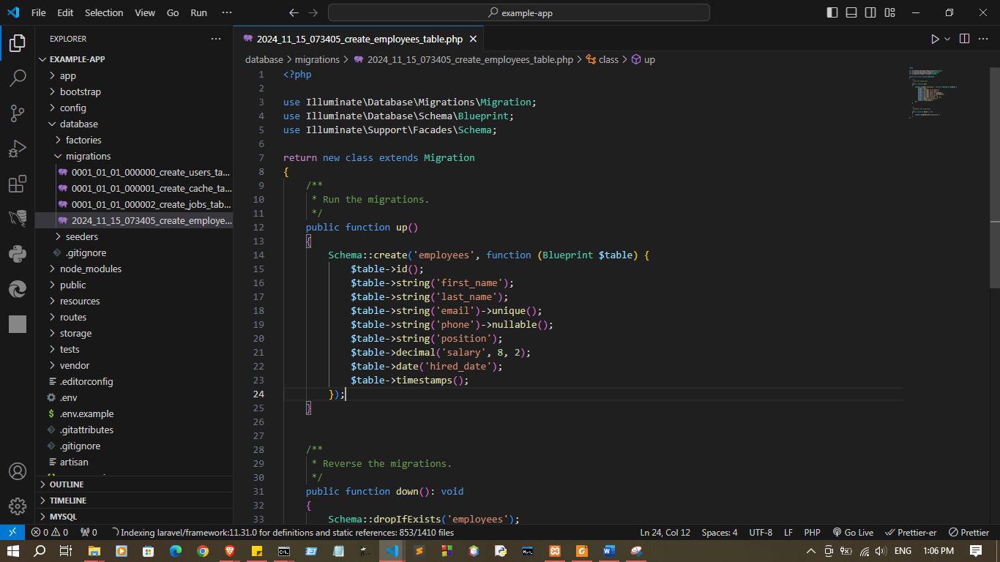 File Edit Selection View Go Run ···
example-app
EXPLORER ···
EXAMPLE-APP
app
bootstrap
config
database
factories
migrations
0001_01_01_000000_create_users_ta...
0001_01_01_000001_create_cache_ta...
0001_01_01_000002_create_jobs_tab...
2024_11_15_073405_create_employe...
seeders
.gitignore
node_modules
public
resources
routes
storage
tests
vendor
.editorconfig
.env
.env.example
.gitattributes
.gitignore
artisan
OUTLINE
TIMELINE
MYSQL
2024_11_15_073405_create_employees_table.php
database > migrations > 2024_11_15_073405_create_employees_table.php > class > up
1 <?php
2
3 use Illuminate\Database\Migrations\Migration;
4 use Illuminate\Database\Schema\Blueprint;
5 use Illuminate\Support\Facades\Schema;
6
7 return new class extends Migration
8 {
9 /**
10 * Run the migrations.
11 */
12 public function up()
13 {
14 Schema::create('employees', function (Blueprint $table) {
15 $table->id();
16 $table->string('first_name');
17 $table->string('last_name');
18 $table->string('email')->unique();
19 $table->string('phone')->nullable();
20 $table->string('position');
21 $table->decimal('salary', 8, 2);
22 $table->date('hired_date');
23 $table->timestamps();
24 });
25 }
26
27
28 /**
29 * Reverse the migrations.
30 */
31 public function down(): void
32 {
33 Schema::dropIfExists('employees');
0 0 0 Indexing laravel/framework:11.31.0 for definitions and static references: 853/1410 files Ln 24, Col 12 Spaces: 4 UTF-8 LF PHP Go Live Prettier-er Prettier
ENG 1:06 PM